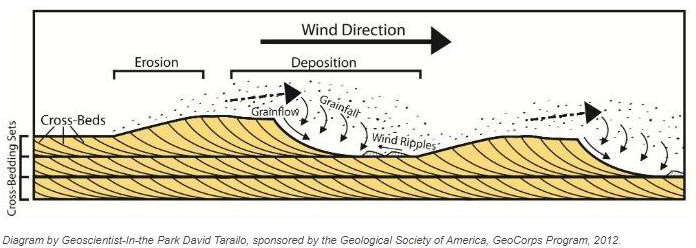 Wind Direction
Erosion
Deposition
Grainflow
Grainfall
Cross-Beds
Wind Ripples
Cross-Bedding Sets
Diagram by Geoscientist-In-the Park David Tarailo, sponsored by the Geological Society of America, GeoCorps Program, 2012.